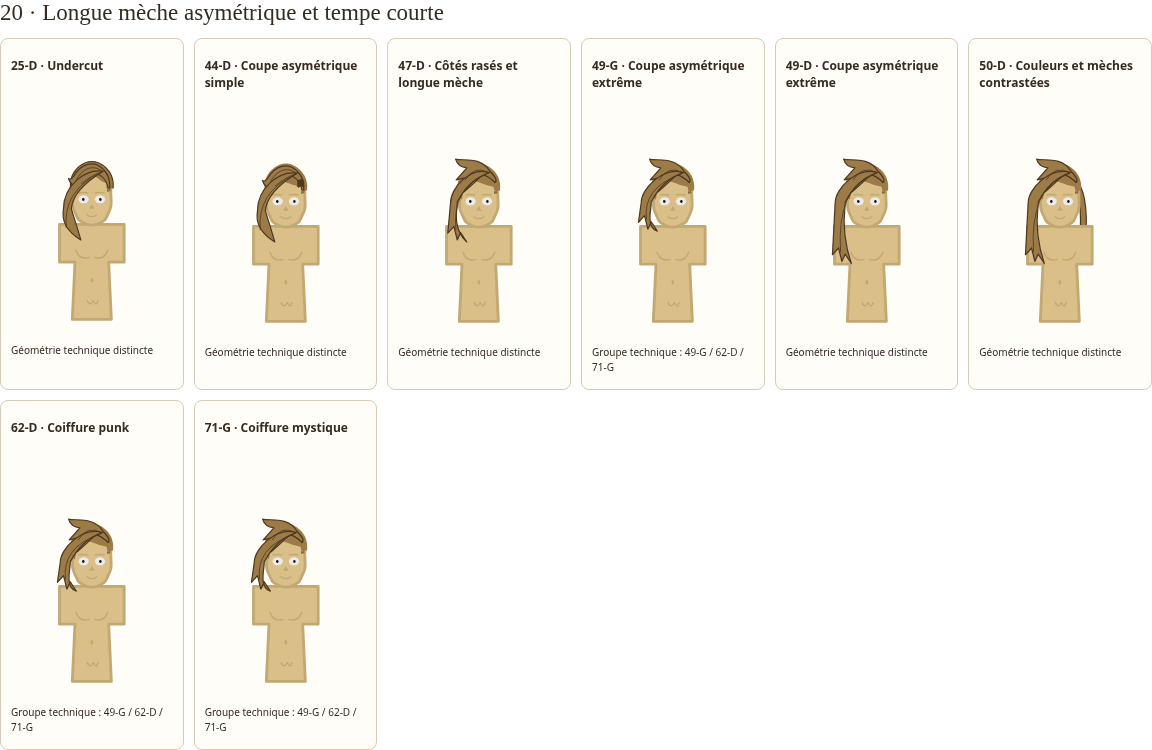 20 · Longue mèche asymétrique et tempe courte
25-D · Undercut
44-D · Coupe asymétrique
simple
47-D · Côtés rasés et
longue mèche
49-G · Coupe asymétrique
extrême
49-D · Coupe asymétrique
extrême
50-D · Couleurs et mèches
contrastées
Géométrie technique distincte
Géométrie technique distincte
Géométrie technique distincte
Groupe technique : 49-G / 62-D /
71-G
Géométrie technique distincte
Géométrie technique distincte
62-D · Coiffure punk
71-G · Coiffure mystique
Groupe technique : 49-G / 62-D /
71-G
Groupe technique : 49-G / 62-D /
71-G